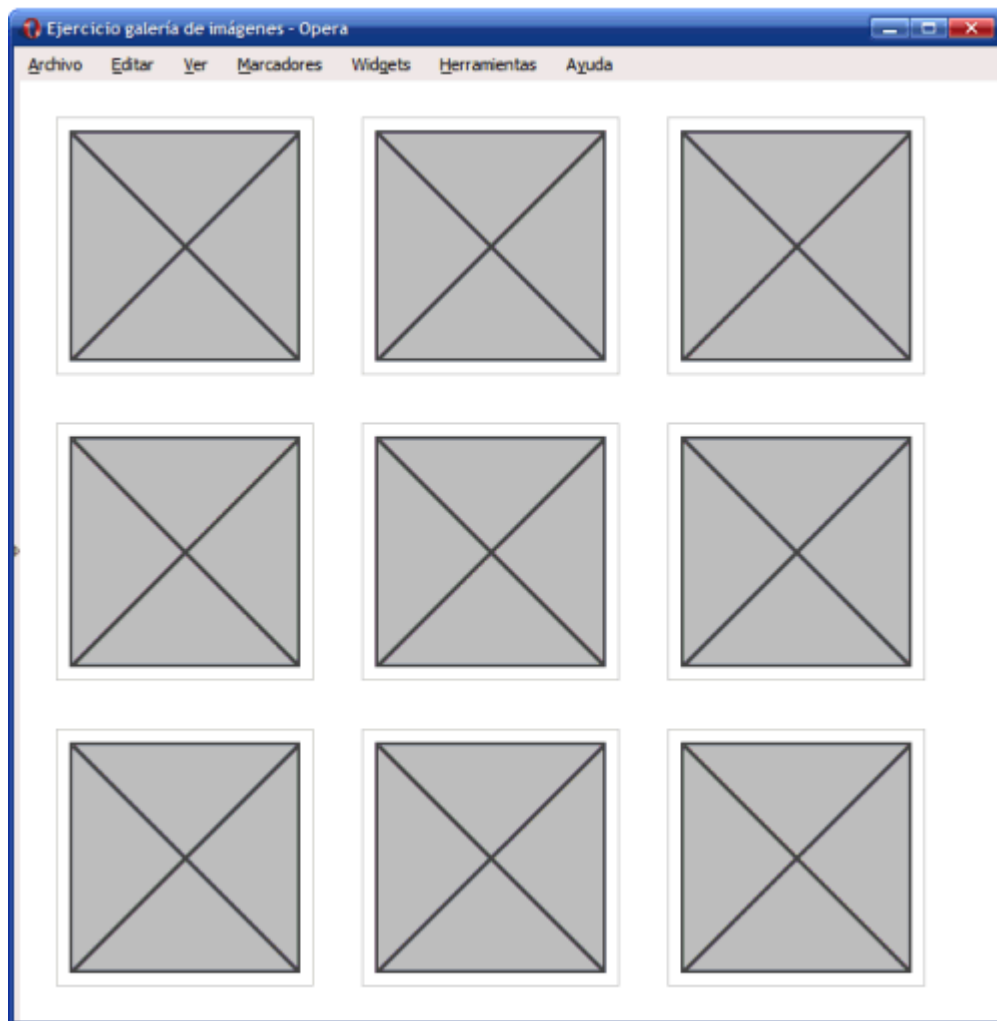 Ejercicio galería de imágenes - Opera
Archivo Editar Ver Marcadores Widgets Herramientas Ayuda